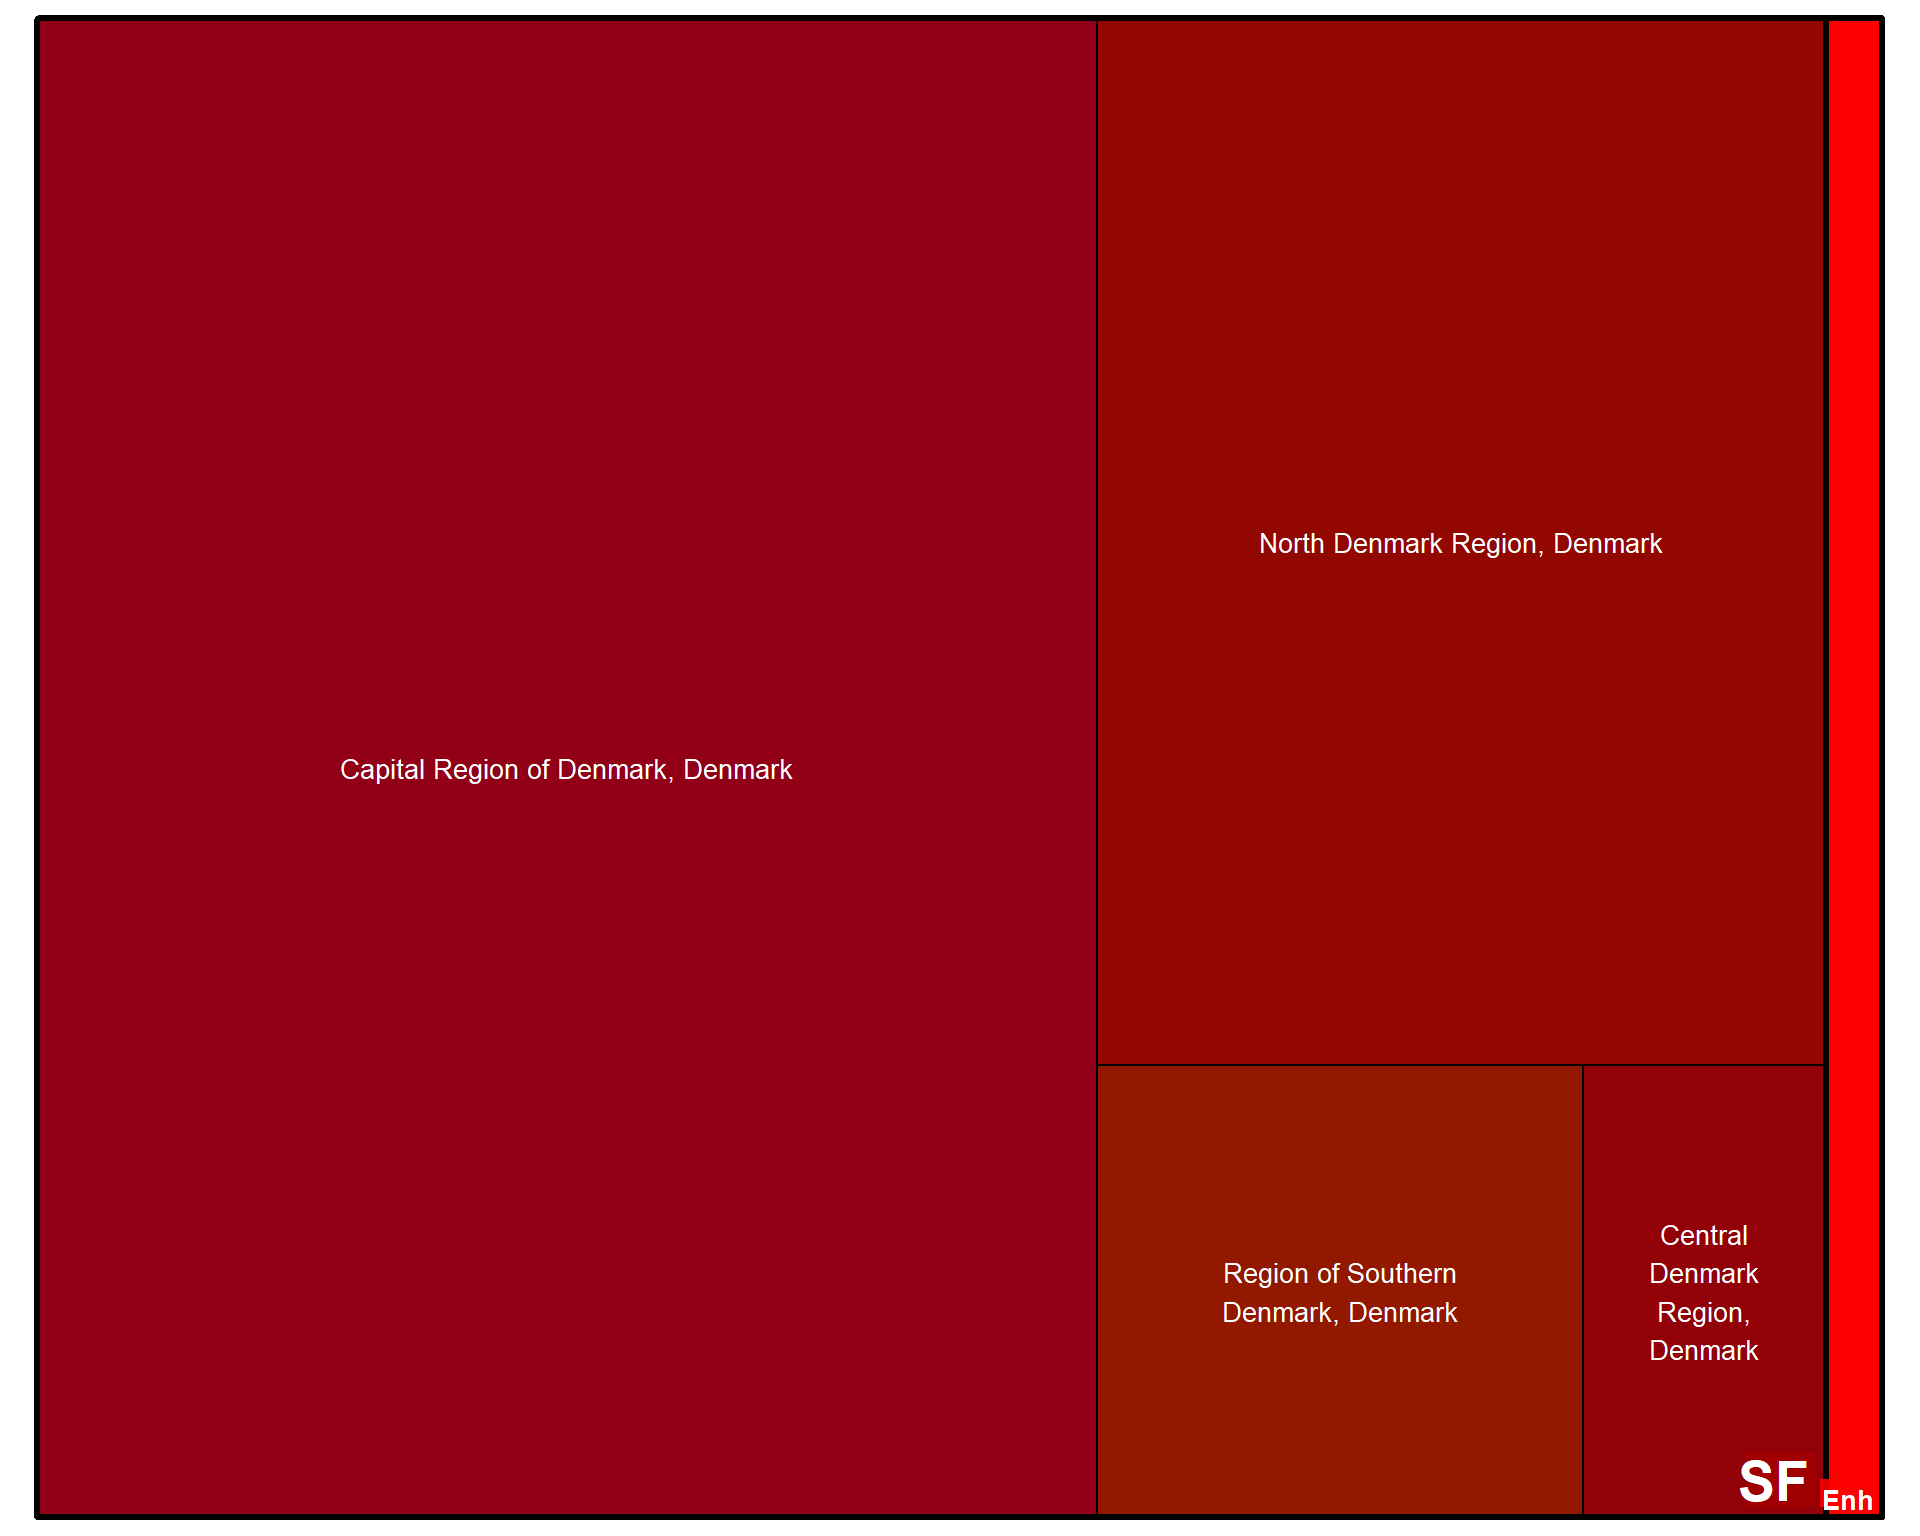 North Denmark Region, Denmark
Capital Region of Denmark, Denmark
Region of Southern
Denmark, Denmark
Central
Denmark
Region,
Denmark
SF
Enh